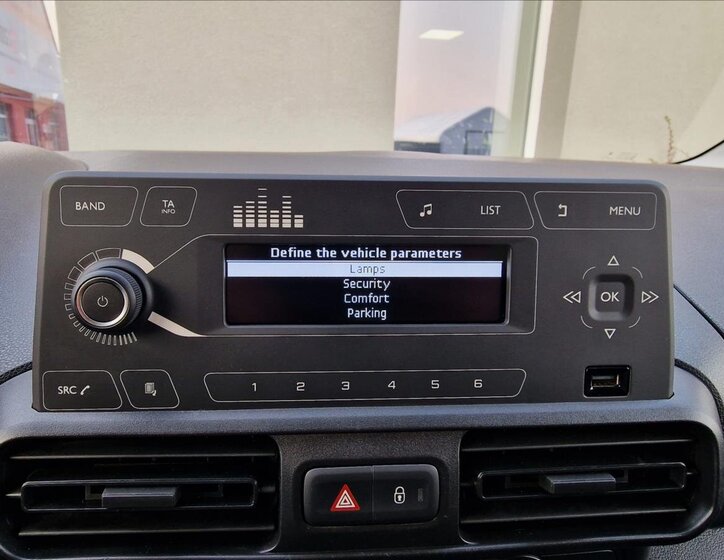 BAND
TA
INFO
LIST
MENU
Define the vehicle parameters
Lamps
Security
Comfort
Parking
OK
SRC
1 2 3 4 5 6